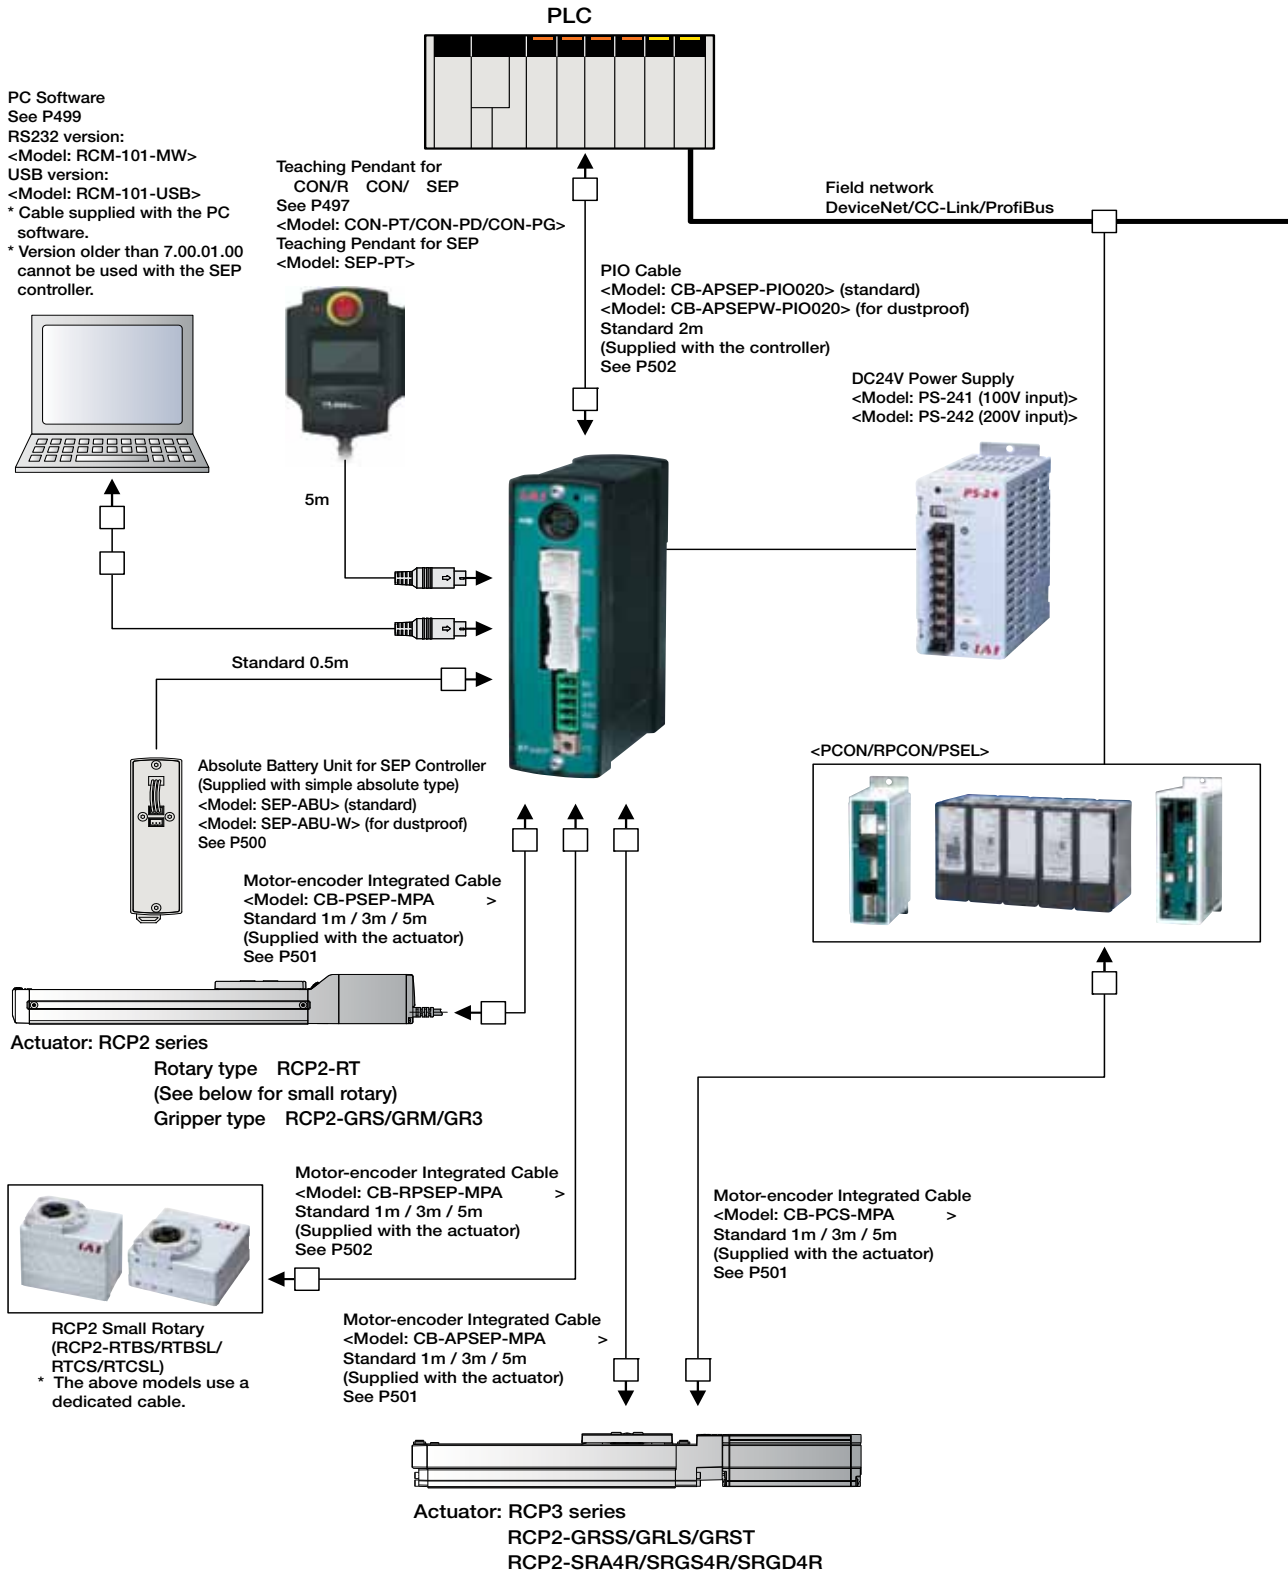 PLC
PC Software
See P499
RS232 version:
<Model: RCM-101-MW>
USB version:
<Model: RCM-101-USB>
* Cable supplied with the PC
software.
* Version older than 7.00.01.00
cannot be used with the SEP
controller.
Teaching Pendant for
CON/R CON/ SEP
See P497
<Model: CON-PT/CON-PD/CON-PG>
Teaching Pendant for SEP
<Model: SEP-PT>
Field network
DeviceNet/CC-Link/ProfiBus
PIO Cable
<Model: CB-APSEP-PIO020> (standard)
<Model: CB-APSEPW-PIO020> (for dustproof)
Standard 2m
(Supplied with the controller)
See P502
DC24V Power Supply
<Model: PS-241 (100V input)>
<Model: PS-242 (200V input)>
5m
IAI
PS-24
IAI
Standard 0.5m
Absolute Battery Unit for SEP Controller
(Supplied with simple absolute type)
<Model: SEP-ABU> (standard)
<Model: SEP-ABU-W> (for dustproof)
See P500
<PCON/RPCON/PSEL>
Motor-encoder Integrated Cable
<Model: CB-PSEP-MPA >
Standard 1m / 3m / 5m
(Supplied with the actuator)
See P501
Actuator: RCP2 series
Rotary type RCP2-RT
(See below for small rotary)
Gripper type RCP2-GRS/GRM/GR3
Motor-encoder Integrated Cable
<Model: CB-RPSEP-MPA >
Standard 1m / 3m / 5m
(Supplied with the actuator)
See P502
Motor-encoder Integrated Cable
<Model: CB-PCS-MPA >
Standard 1m / 3m / 5m
(Supplied with the actuator)
See P501
IAI
IAI
RCP2 Small Rotary
(RCP2-RTBS/RTBSL/
RTCS/RTCSL)
* The above models use a
dedicated cable.
Motor-encoder Integrated Cable
<Model: CB-APSEP-MPA >
Standard 1m / 3m / 5m
(Supplied with the actuator)
See P501
Actuator: RCP3 series
RCP2-GRSS/GRLS/GRST
RCP2-SRA4R/SRGS4R/SRGD4R